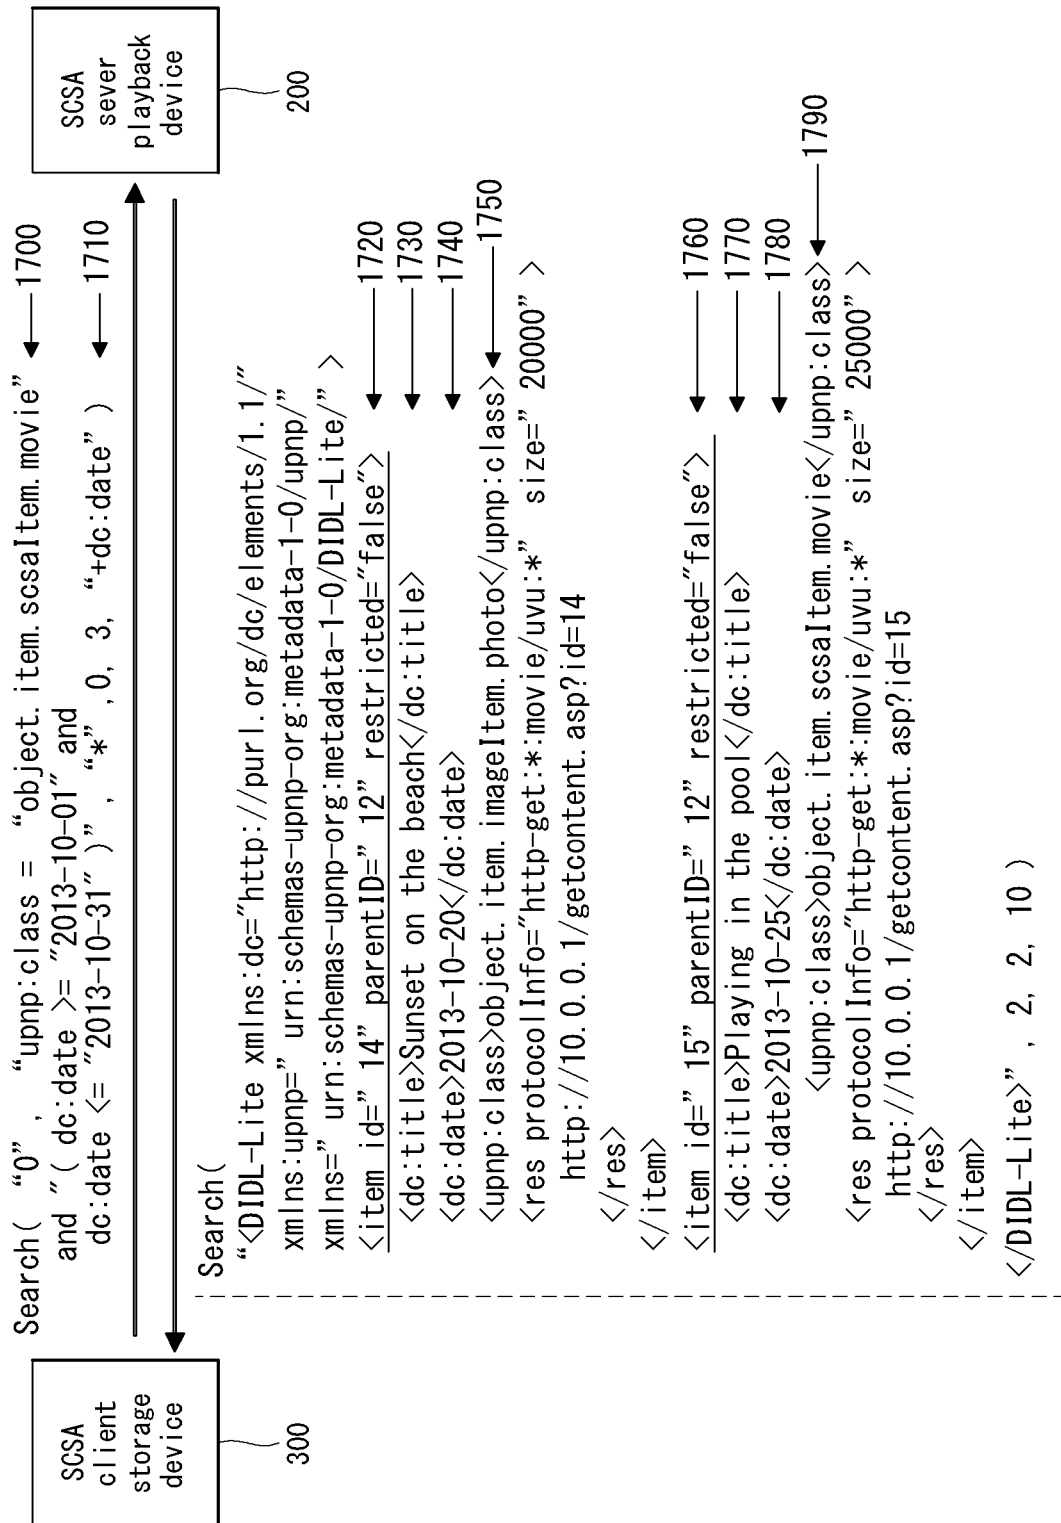 SCSA
client
storage
device
300
SCSA
sever
playback
device
200
Search( “0” , “upnp:class = “object.item.scsaItem.movie” 1700
and ″( dc:date >= ″2013-10-01″ and
dc:date <= ″2013-10-31″ )” , “*” ,0, 3, “+dc:date” ) 1710
Search(
“<DIDL-Lite xmlns:dc=″http://purl.org/dc/elements/1.1/″
xmlns:upnp=” urn:schemas-upnp-org:metadata-1-0/upnp/”
xmlns=” urn:schemas-upnp-org:metadata-1-0/DIDL-Lite/” >
<item id=” 14” parentID=” 12” restricted=″false″> 1720
<dc:title>Sunset on the beach</dc:title> 1730
<dc:date>2013-10-20</dc:date> 1740
<upnp:class>object.item.imageItem.photo</upnp:class> 1750
<res protocolInfo=″http-get:*:movie/uvu:*” size=” 20000” >
http://10.0.0.1/getcontent.asp?id=14
</res>
</item>
<item id=” 15” parentID=” 12” restricted=″false″> 1760
<dc:title>Playing in the pool</dc:title> 1770
<dc:date>2013-10-25</dc:date> 1780
<upnp:class>object.item.scsaItem.movie</upnp:class> 1790
<res protocolInfo=″http-get:*:movie/uvu:*” size=” 25000” >
http://10.0.0.1/getcontent.asp?id=15
</res>
</item>
</DIDL-Lite>” , 2, 2, 10 )